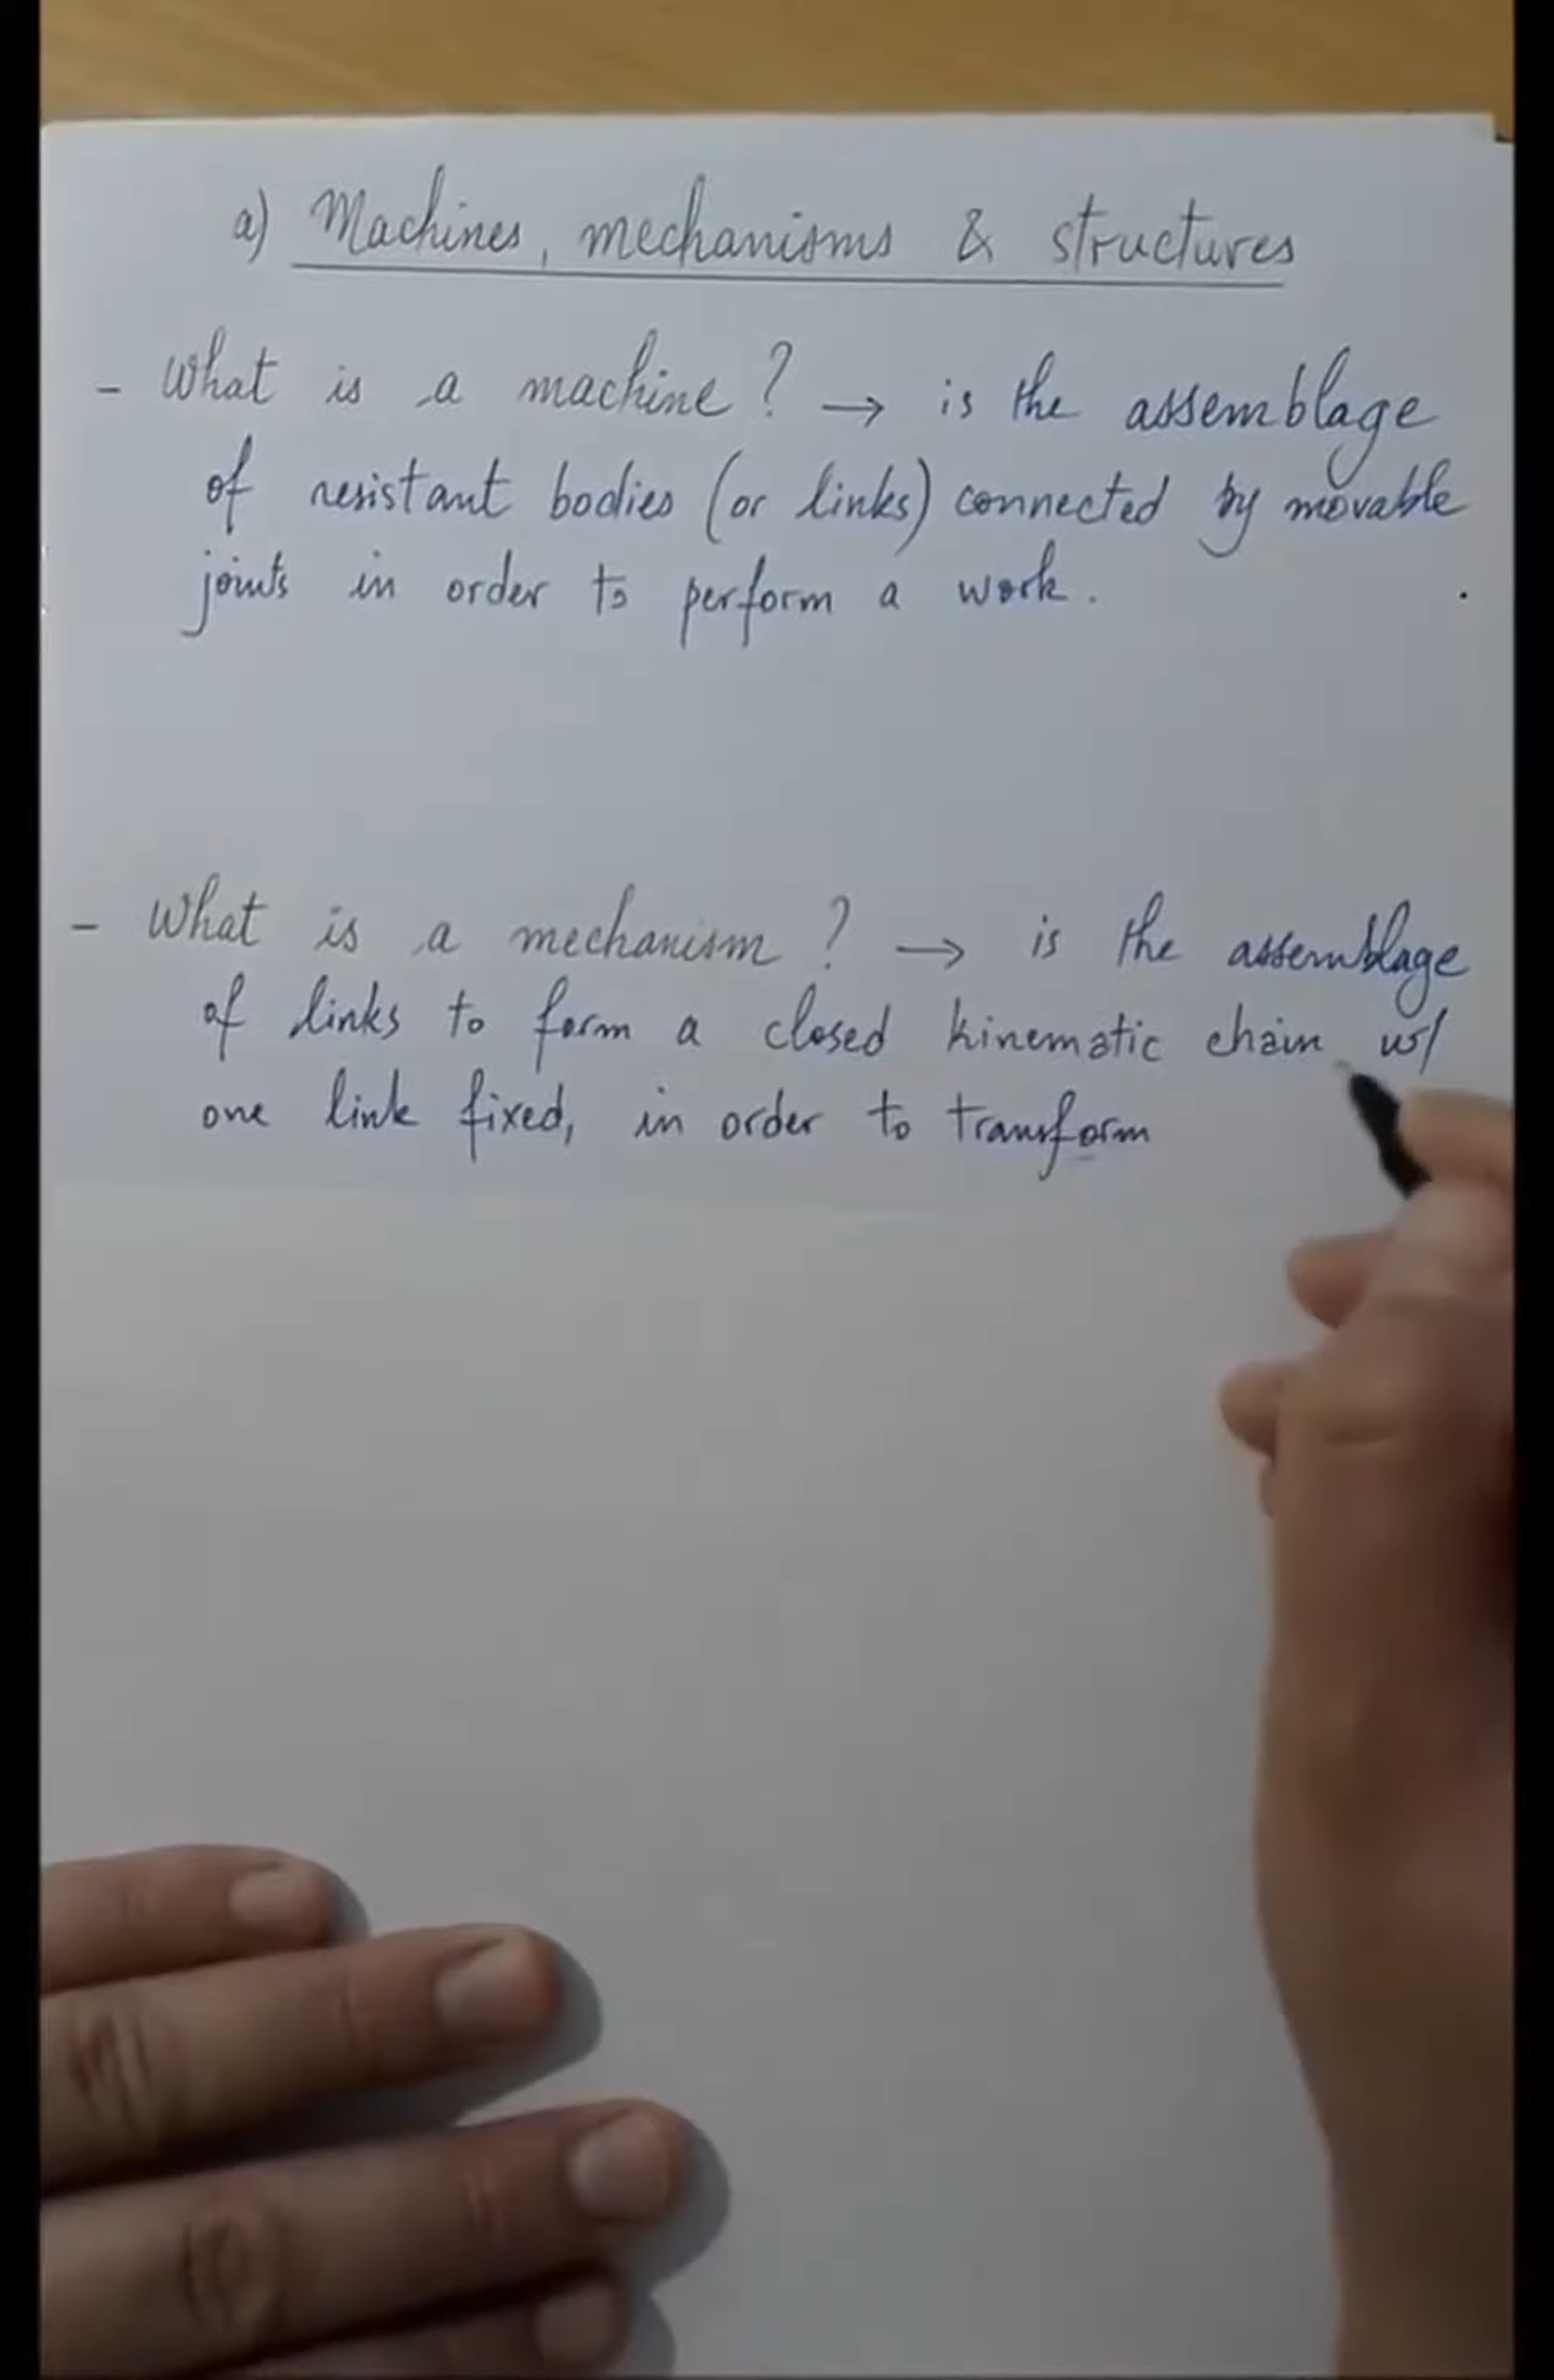 a) Machines, mechanisms & structures
- What is a machine? → is the assemblage
of resistant bodies (or links) connected by movable
joints in order to perform a work.
- What is a mechanism? → is the assemblage
of links to form a closed kinematic chain w/
one link fixed, in order to transform